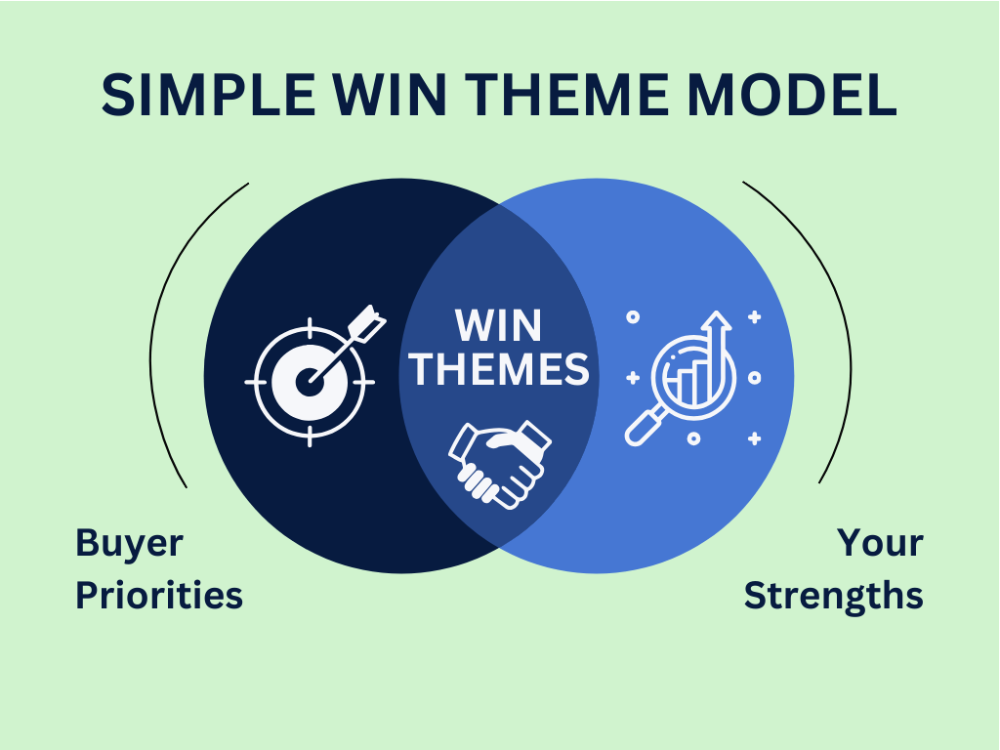 SIMPLE WIN THEME MODEL
WIN
THEMES
Buyer
Priorities
Your
Strengths